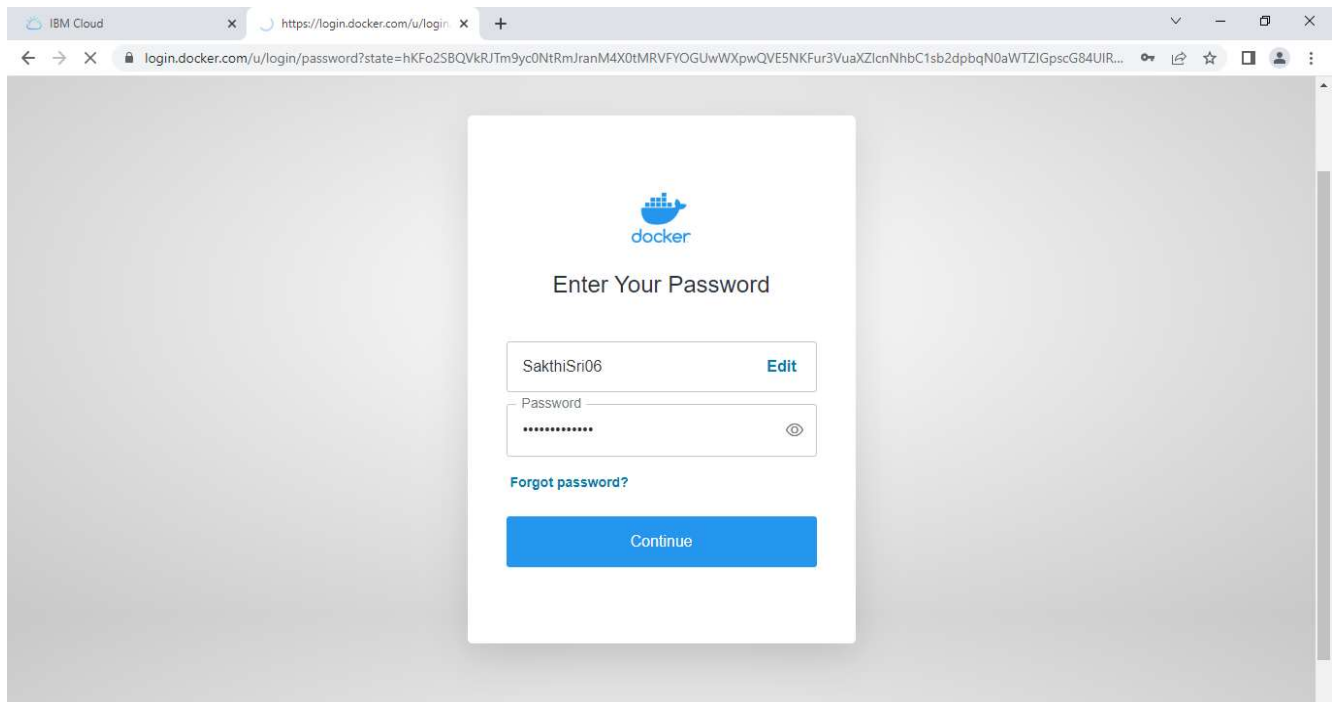 IBM Cloud
https://login.docker.com/u/login
login.docker.com/u/login/password?state=hKFo2SBQVkRJTm9yc0NtRmJranM4X0tMRVFYOGUwWXpwQVE5NKFur3VuaXZlcnNhbC1sb2dpbqN0aWTZIGpscG84UlR...
docker
Enter Your Password
SakthiSri06 Edit
Password
Forgot password?
Continue